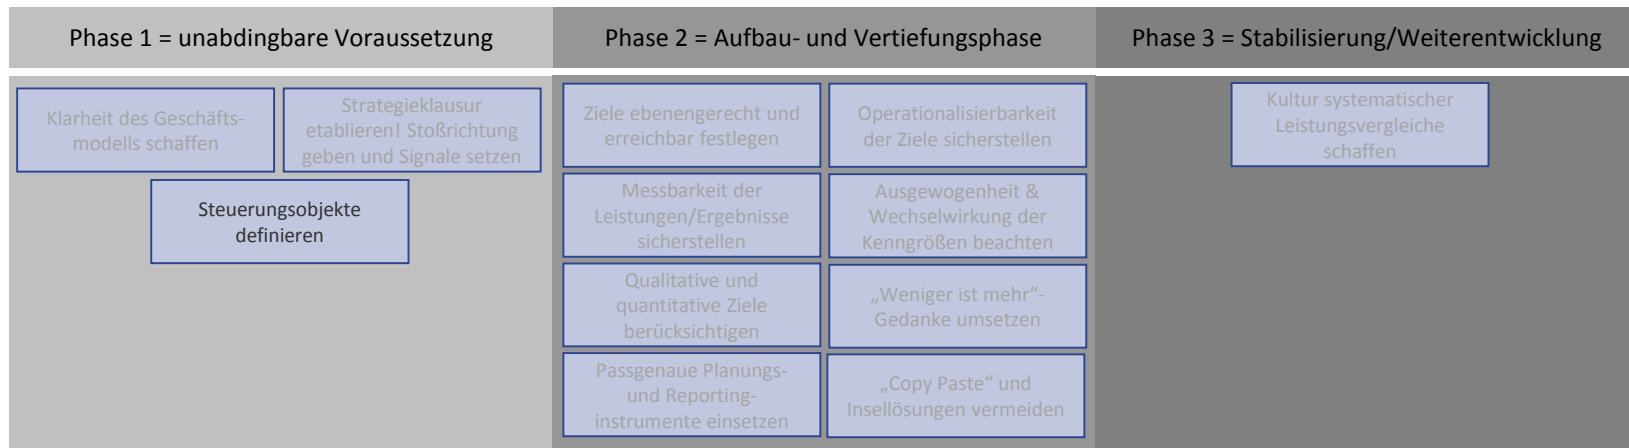 Phase 1 = unabdingbare Voraussetzung
Phase 2 = Aufbau- und Vertiefungsphase
Phase 3 = Stabilisierung/Weiterentwicklung
Klarheit des Geschäfts-
modells schaffen
Strategieklausur
etablieren! Stoßrichtung
geben und Signale setzen
Steuerungsobjekte
definieren
Ziele ebenengerecht und
erreichbar festlegen
Operationalisierbarkeit
der Ziele sicherstellen
Messbarkeit der
Leistungen/Ergebnisse
sicherstellen
Ausgewogenheit &
Wechselwirkung der
Kenngrößen beachten
Qualitative und
quantitative Ziele
berücksichtigen
„Weniger ist mehr“-
Gedanke umsetzen
Passgenaue Planungs-
und Reporting-
instrumente einsetzen
„Copy Paste“ und
Insellösungen vermeiden
Kultur systematischer
Leistungsvergleiche
schaffen